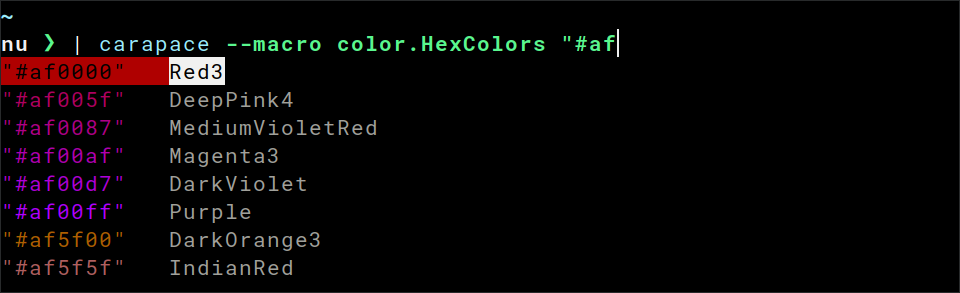 ~
nu ❯ | carapace --macro color.HexColors "#af
"#af0000" Red3
"#af005f" DeepPink4
"#af0087" MediumVioletRed
"#af00af" Magenta3
"#af00d7" DarkViolet
"#af00ff" Purple
"#af5f00" DarkOrange3
"#af5f5f" IndianRed